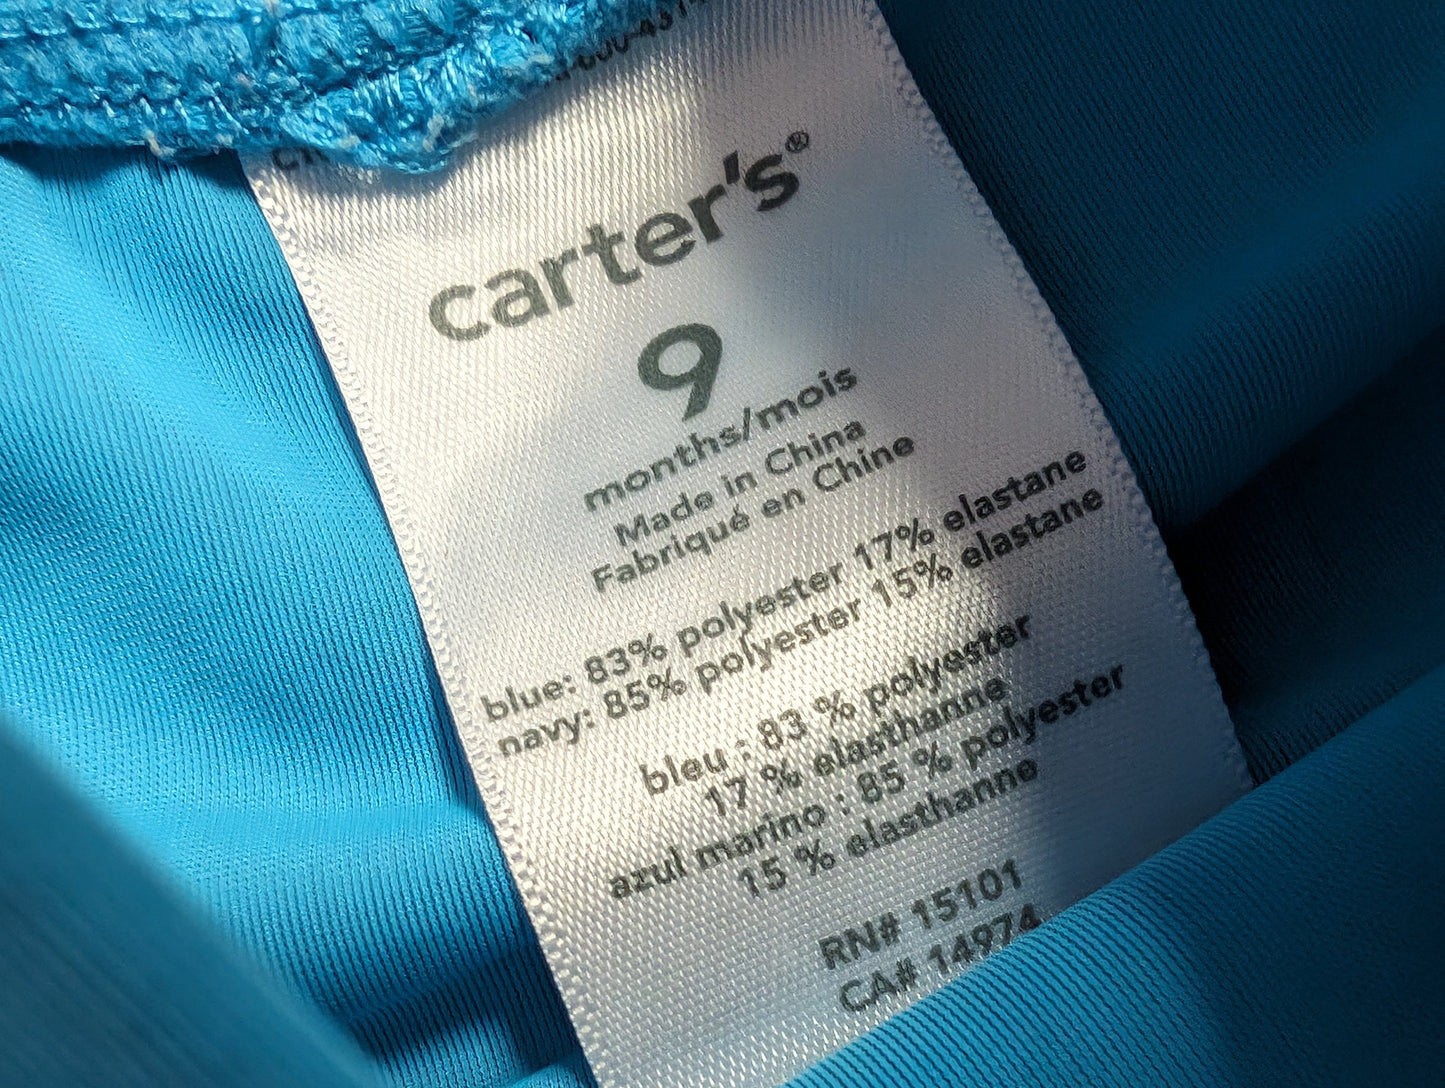 carter's®
9
months/mois
Made in China
Fabriqué en Chine
blue: 83% polyester 17% elastane
navy: 85% polyester 15% elastane
bleu : 83 % polyester
17 % elasthanne
azul marino : 85 % polyester
15 % elasthanne
RN# 15101
CA# 14974